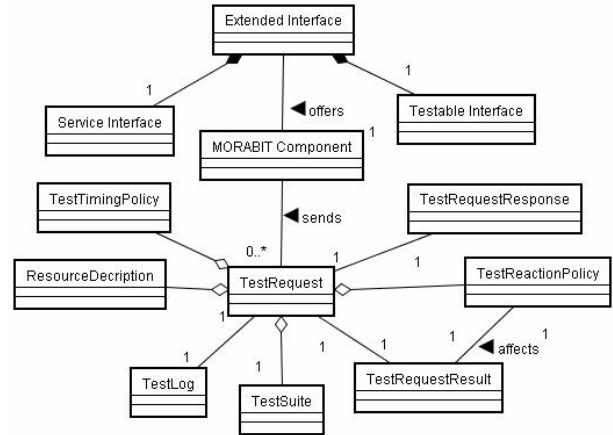 Extended Interface
1
1
Service Interface
◀offers
Testable Interface
1
MORABIT Component
TestTimingPolicy
◀sends
TestRequestResponse
0..*
1
1
ResourceDecription
TestRequest
TestReactionPolicy
1
1
1
1
1
1
1
◀affects
TestLog
TestSuite
TestRequestResult